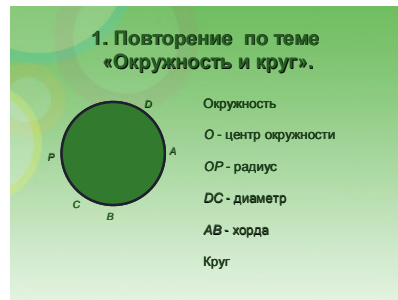 1. Повторение по теме
«Окружность и круг».
D
Окружность
O - центр окружности
A
P
OP - радиус
DC - диаметр
C
B
AB - хорда
Круг